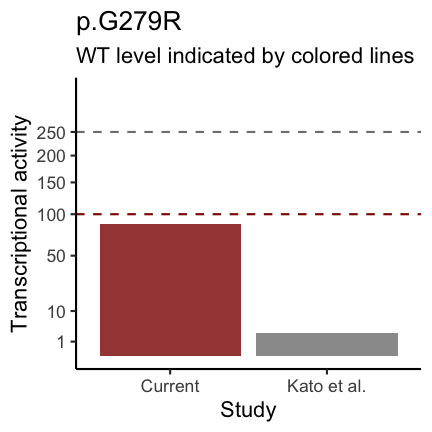 p.G279R
WT level indicated by colored lines
Transcriptional activity
250
200
150
100
50
10
1
Current
Kato et al.
Study